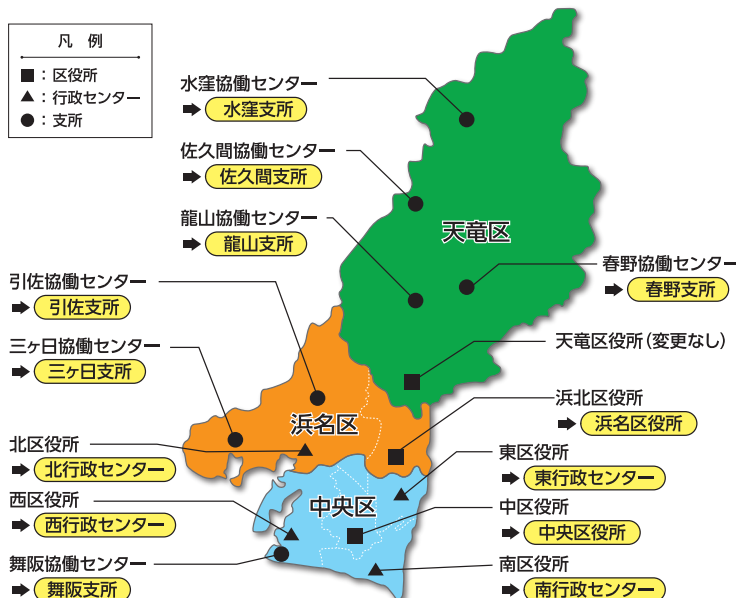 凡 例
■：区役所
▲：行政センター
●：支所
水窪協働センター
➡ 水窪支所
佐久間協働センター
➡ 佐久間支所
龍山協働センター
➡ 龍山支所
天竜区
春野協働センター
➡ 春野支所
引佐協働センター
➡ 引佐支所
三ヶ日協働センター
➡ 三ヶ日支所
天竜区役所（変更なし）
浜名区
浜北区役所
➡ 浜名区役所
北区役所
➡ 北行政センター
東区役所
➡ 東行政センター
西区役所
➡ 西行政センター
中央区
中区役所
➡ 中央区役所
舞阪協働センター
➡ 舞阪支所
南区役所
➡ 南行政センター